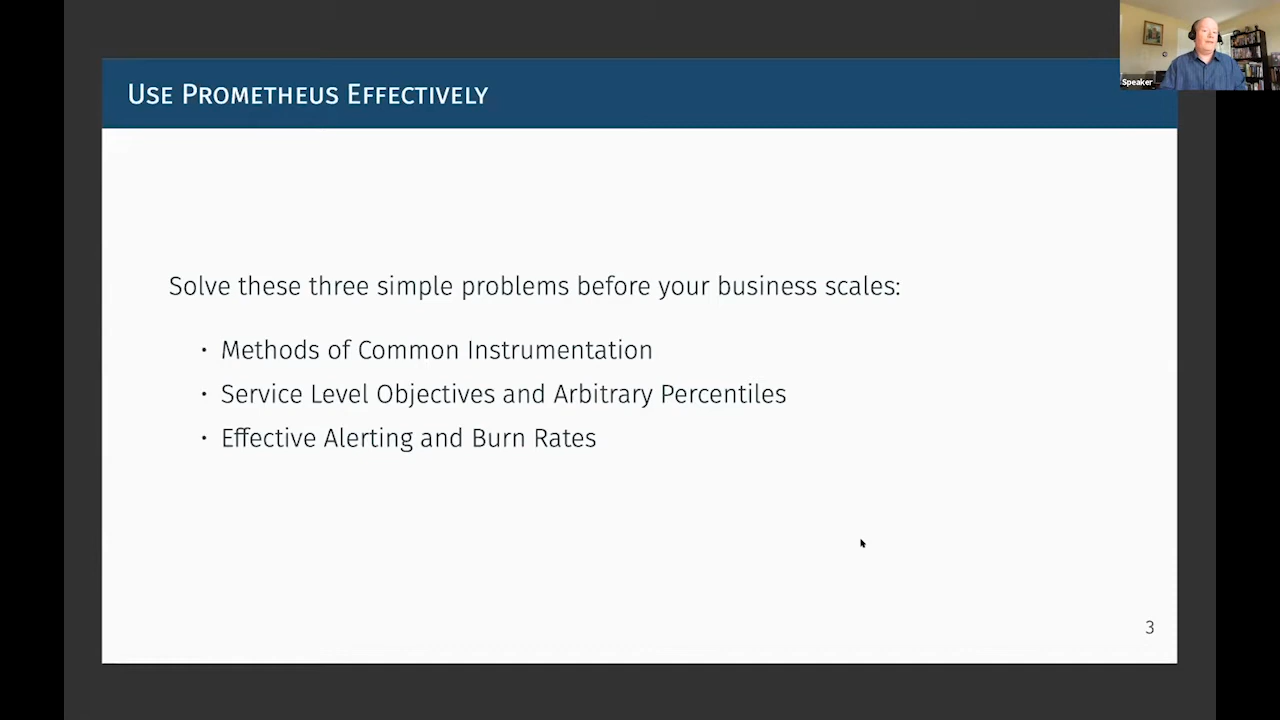 Use Prometheus Effectively
Speaker
Solve these three simple problems before your business scales:
• Methods of Common Instrumentation
• Service Level Objectives and Arbitrary Percentiles
• Effective Alerting and Burn Rates
3